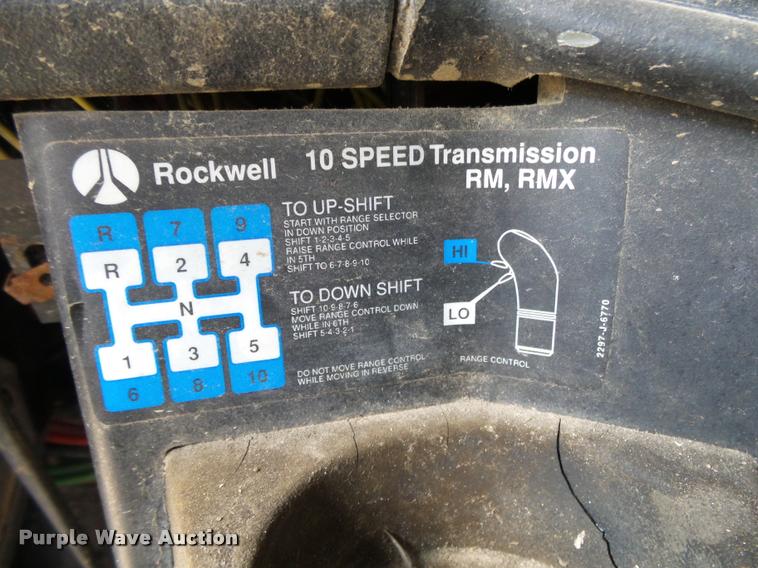 Rockwell 10 SPEED Transmission
RM, RMX
R 7 9
R 2 4
N
1 3 5
6 8 10
TO UP-SHIFT
START WITH RANGE SELECTOR
IN DOWN POSITION
SHIFT 1-2-3-4-5
RAISE RANGE CONTROL WHILE
IN 5TH
SHIFT TO 6-7-8-9-10
TO DOWN SHIFT
SHIFT 10-9-8-7-6
MOVE RANGE CONTROL DOWN
WHILE IN 6TH
SHIFT 5-4-3-2-1
DO NOT MOVE RANGE CONTROL
WHILE MOVING IN REVERSE
HI
LO
RANGE CONTROL
2297-J-6770
Purple Wave Auction